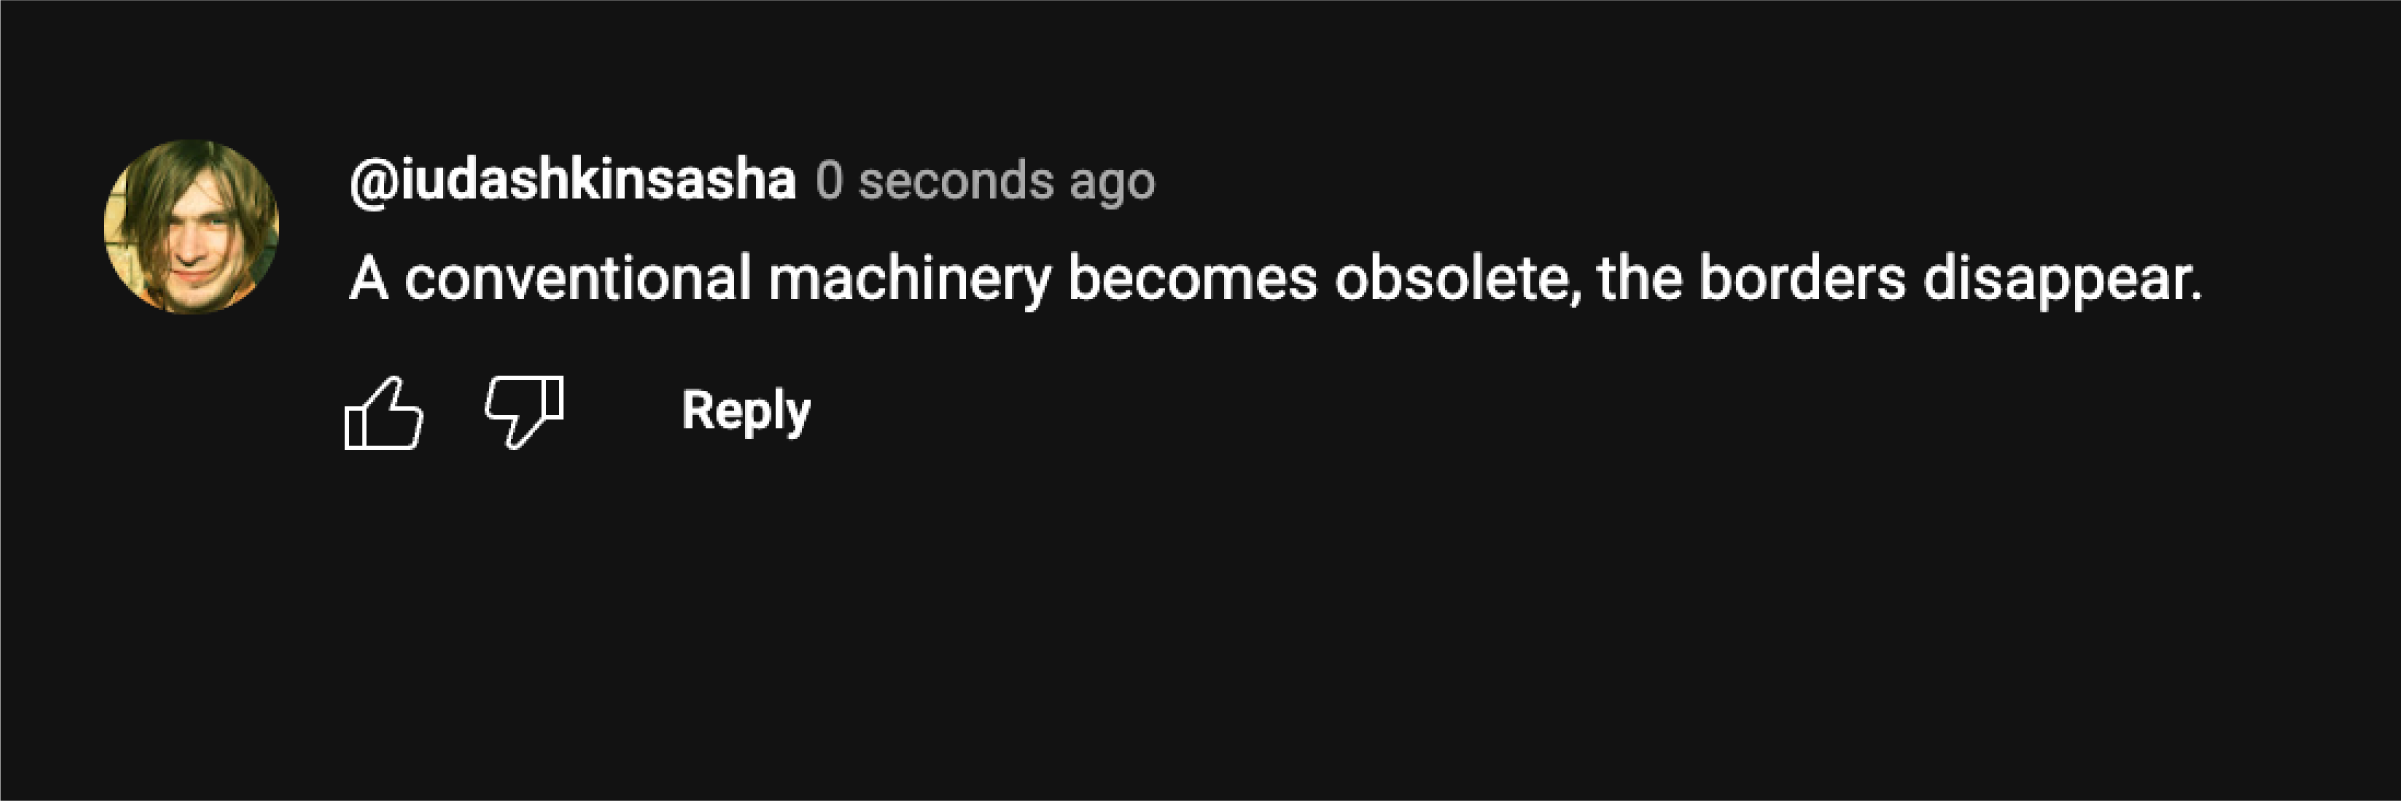 @iudashkinsasha 0 seconds ago
A conventional machinery becomes obsolete, the borders disappear.
Reply